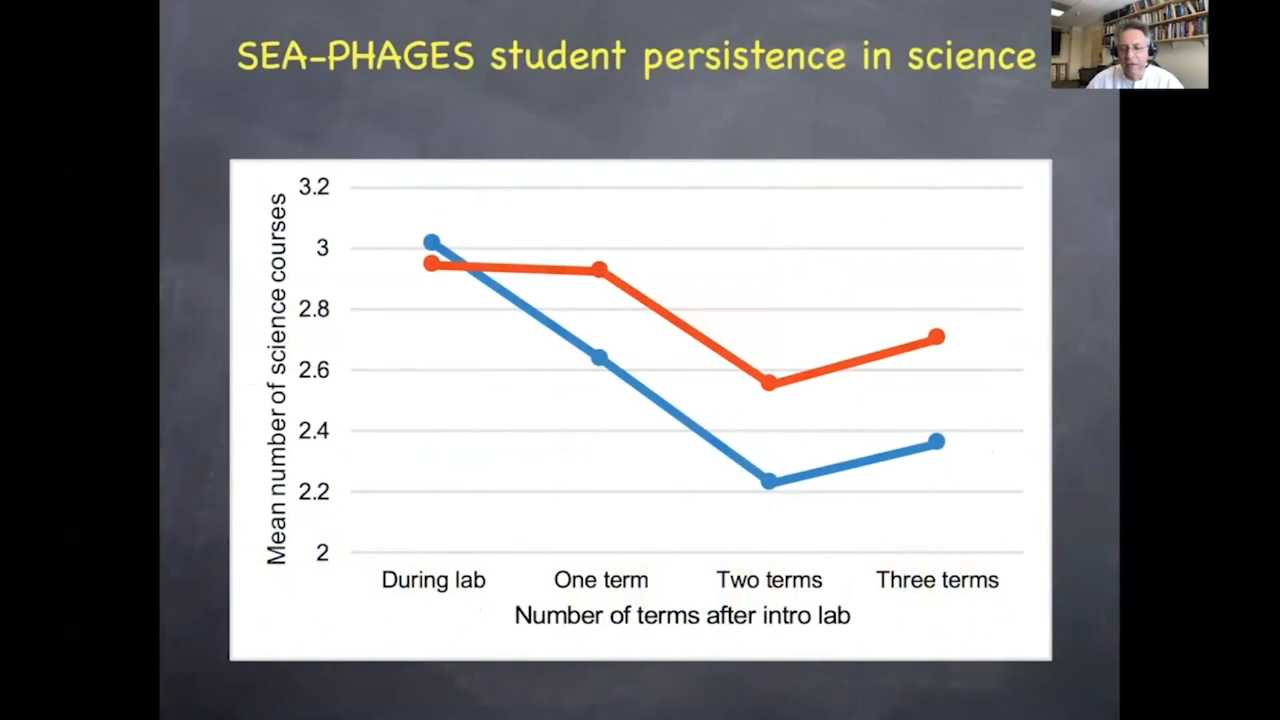 SEA-PHAGES student persistence in science
Mean number of science courses
3.2
3
2.8
2.6
2.4
2.2
2
During lab
One term
Two terms
Three terms
Number of terms after intro lab